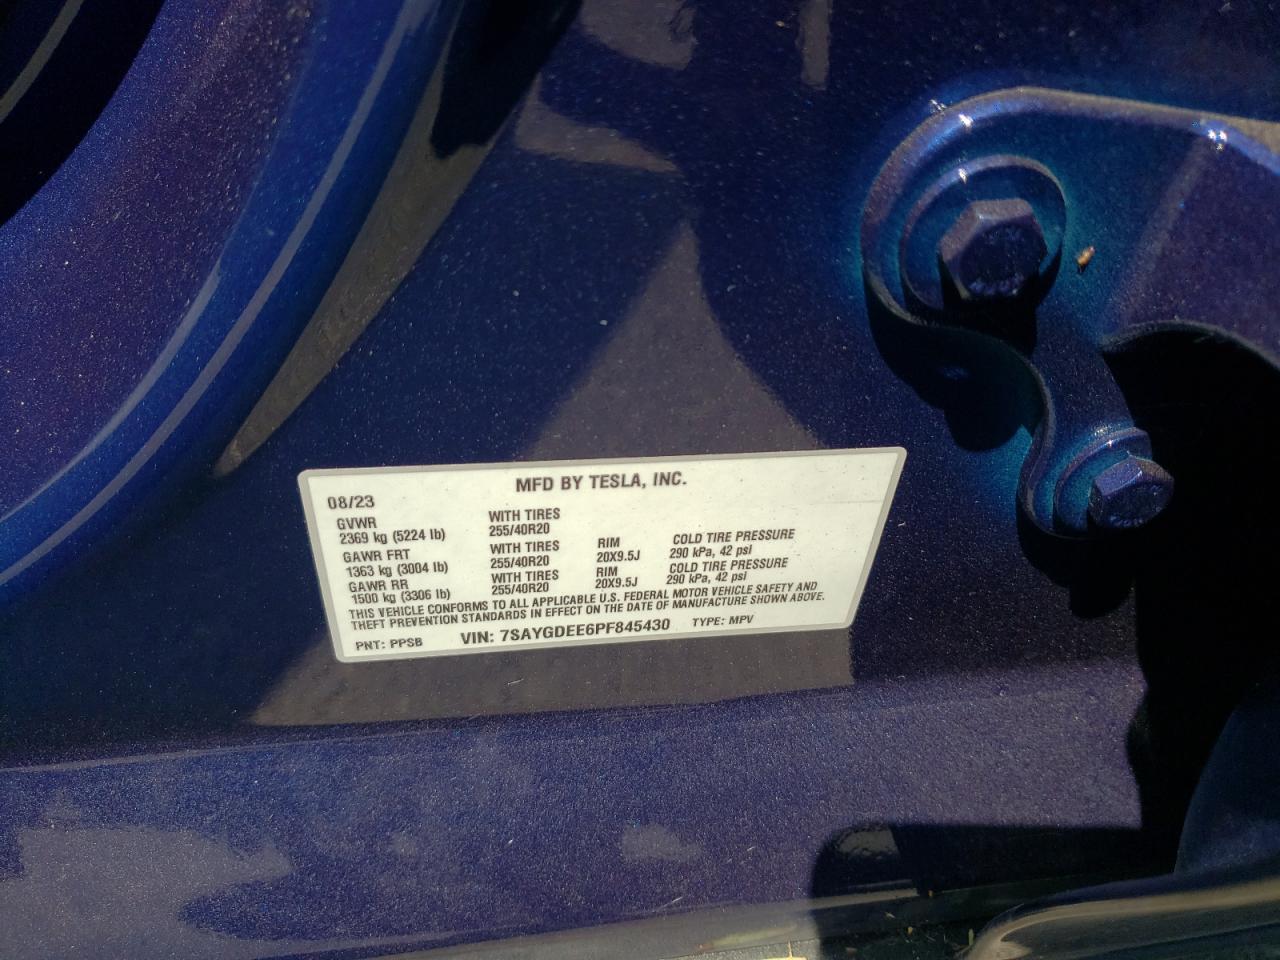 MFD BY TESLA, INC.
08/23
GVWR WITH TIRES
2369 kg (5224 lb) 255/40R20
GAWR FRT WITH TIRES RIM COLD TIRE PRESSURE
1363 kg (3004 lb) 255/40R20 20X9.5J 290 kPa, 42 psi
GAWR RR WITH TIRES RIM COLD TIRE PRESSURE
1500 kg (3306 lb) 255/40R20 20X9.5J 290 kPa, 42 psi
THIS VEHICLE CONFORMS TO ALL APPLICABLE U.S. FEDERAL MOTOR VEHICLE SAFETY AND
THEFT PREVENTION STANDARDS IN EFFECT ON THE DATE OF MANUFACTURE SHOWN ABOVE.
PNT: PPSB VIN: 7SAYGDEE6PF845430 TYPE: MPV